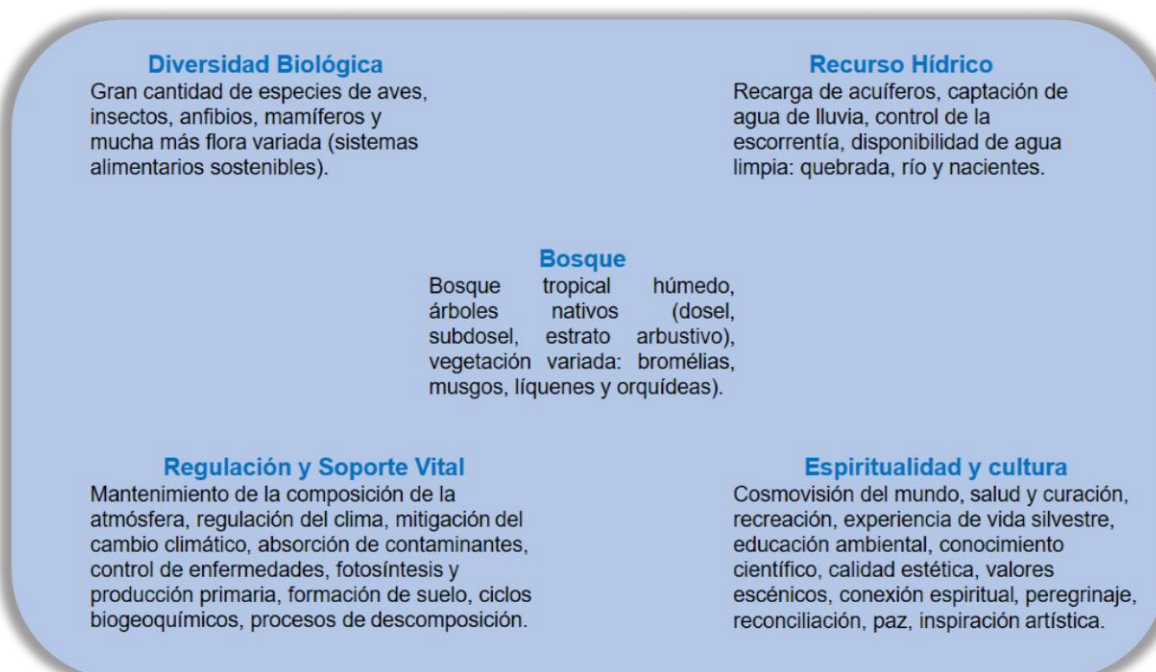 Diversidad Biológica
Gran cantidad de especies de aves,
insectos, anfibios, mamíferos y
mucha más flora variada (sistemas
alimentarios sostenibles).
Recurso Hídrico
Recarga de acuíferos, captación de
agua de lluvia, control de la
escorrentía, disponibilidad de agua
limpia: quebrada, río y nacientes.
Bosque
Bosque tropical húmedo,
árboles nativos (dosel,
subdosel, estrato arbustivo),
vegetación variada: bromélias,
musgos, líquenes y orquídeas).
Regulación y Soporte Vital
Mantenimiento de la composición de la
atmósfera, regulación del clima, mitigación del
cambio climático, absorción de contaminantes,
control de enfermedades, fotosíntesis y
producción primaria, formación de suelo, ciclos
biogeoquímicos, procesos de descomposición.
Espiritualidad y cultura
Cosmovisión del mundo, salud y curación,
recreación, experiencia de vida silvestre,
educación ambiental, conocimiento
científico, calidad estética, valores
escénicos, conexión espiritual, peregrinaje,
reconciliación, paz, inspiración artística.